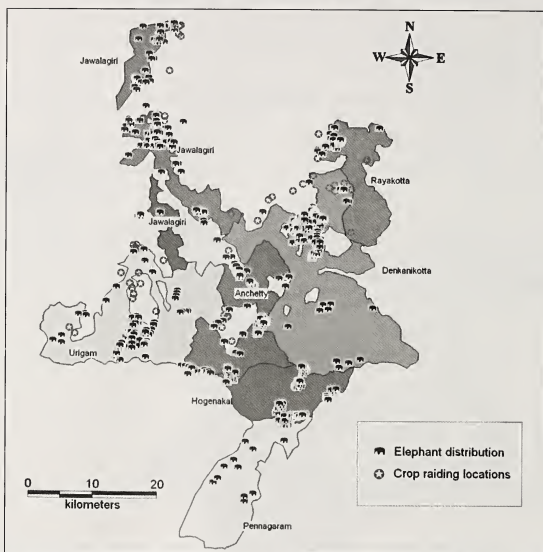 N
Jawalagiri
W E
S
Jawalagiri
Rayakotta
Jawalagiri
Denkanikotta
Anchetty
Urigam
Hogenakal
Elephant distribution
Crop raiding locations
0 10 20
kilometers
Pennagaram